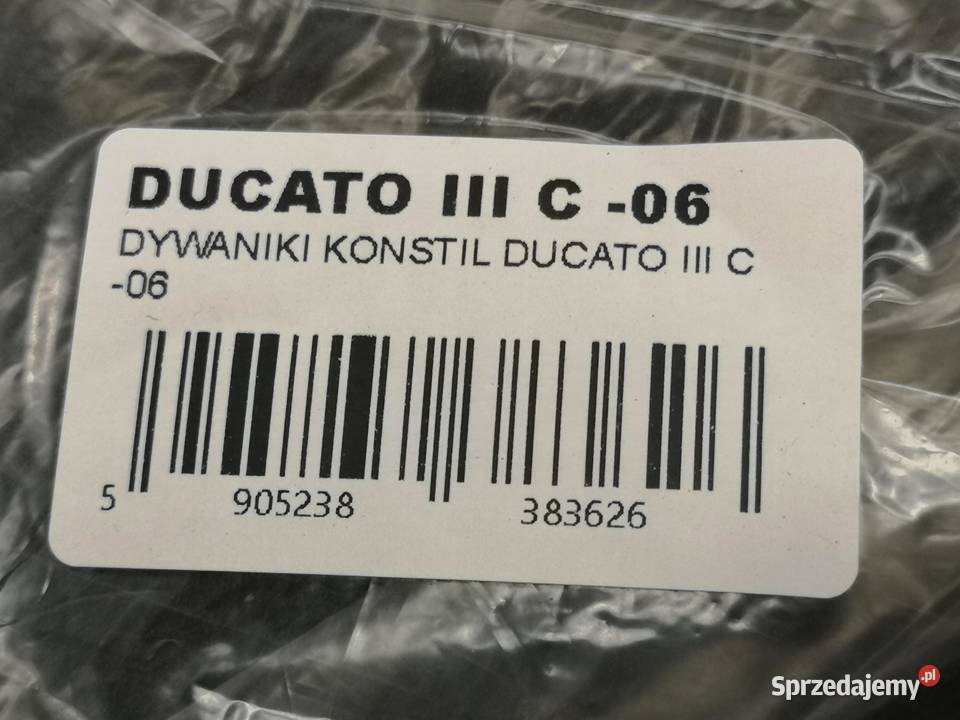 DUCATO III C -06
DYWANIKI KONSTIL DUCATO III C
-06
5 905238 383626
Sprzedajemy.pl